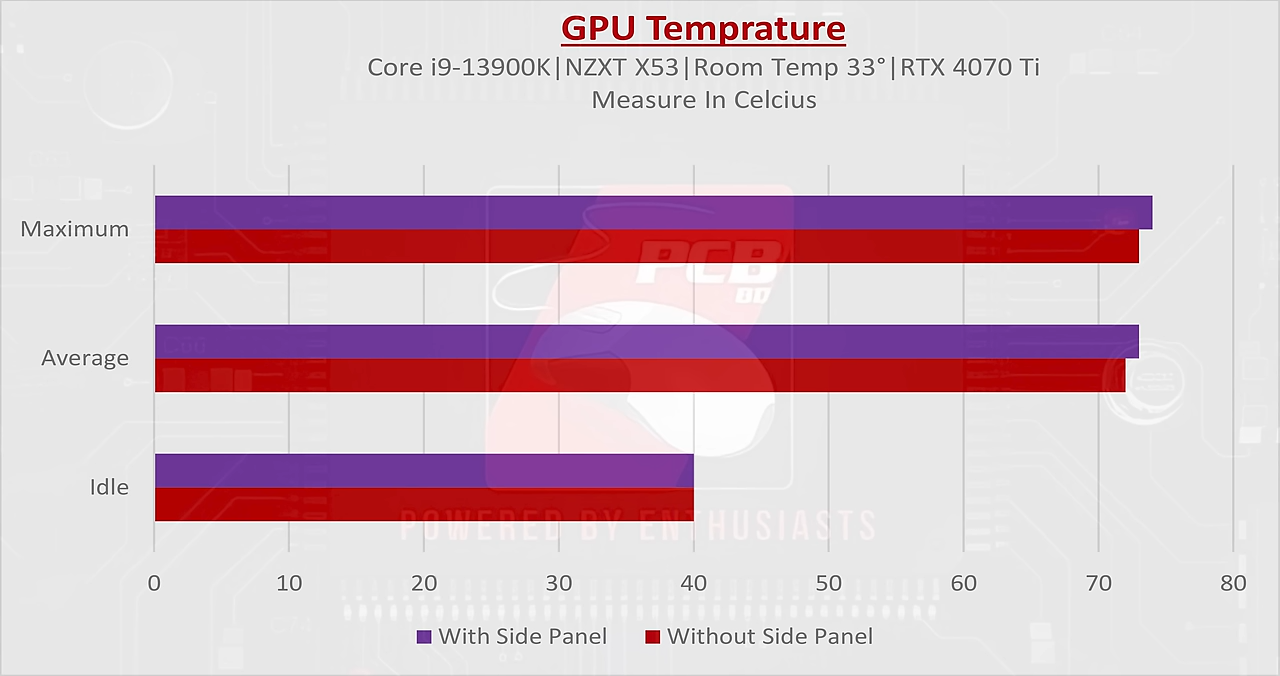 GPU Temprature
Core i9-13900K|NZXT X53|Room Temp 33°|RTX 4070 Ti
Measure In Celcius
Maximum
PCB
Average
Idle
POWERED BY ENTHUSIASTS
0 10 20 30 40 50 60 70 80
With Side Panel Without Side Panel